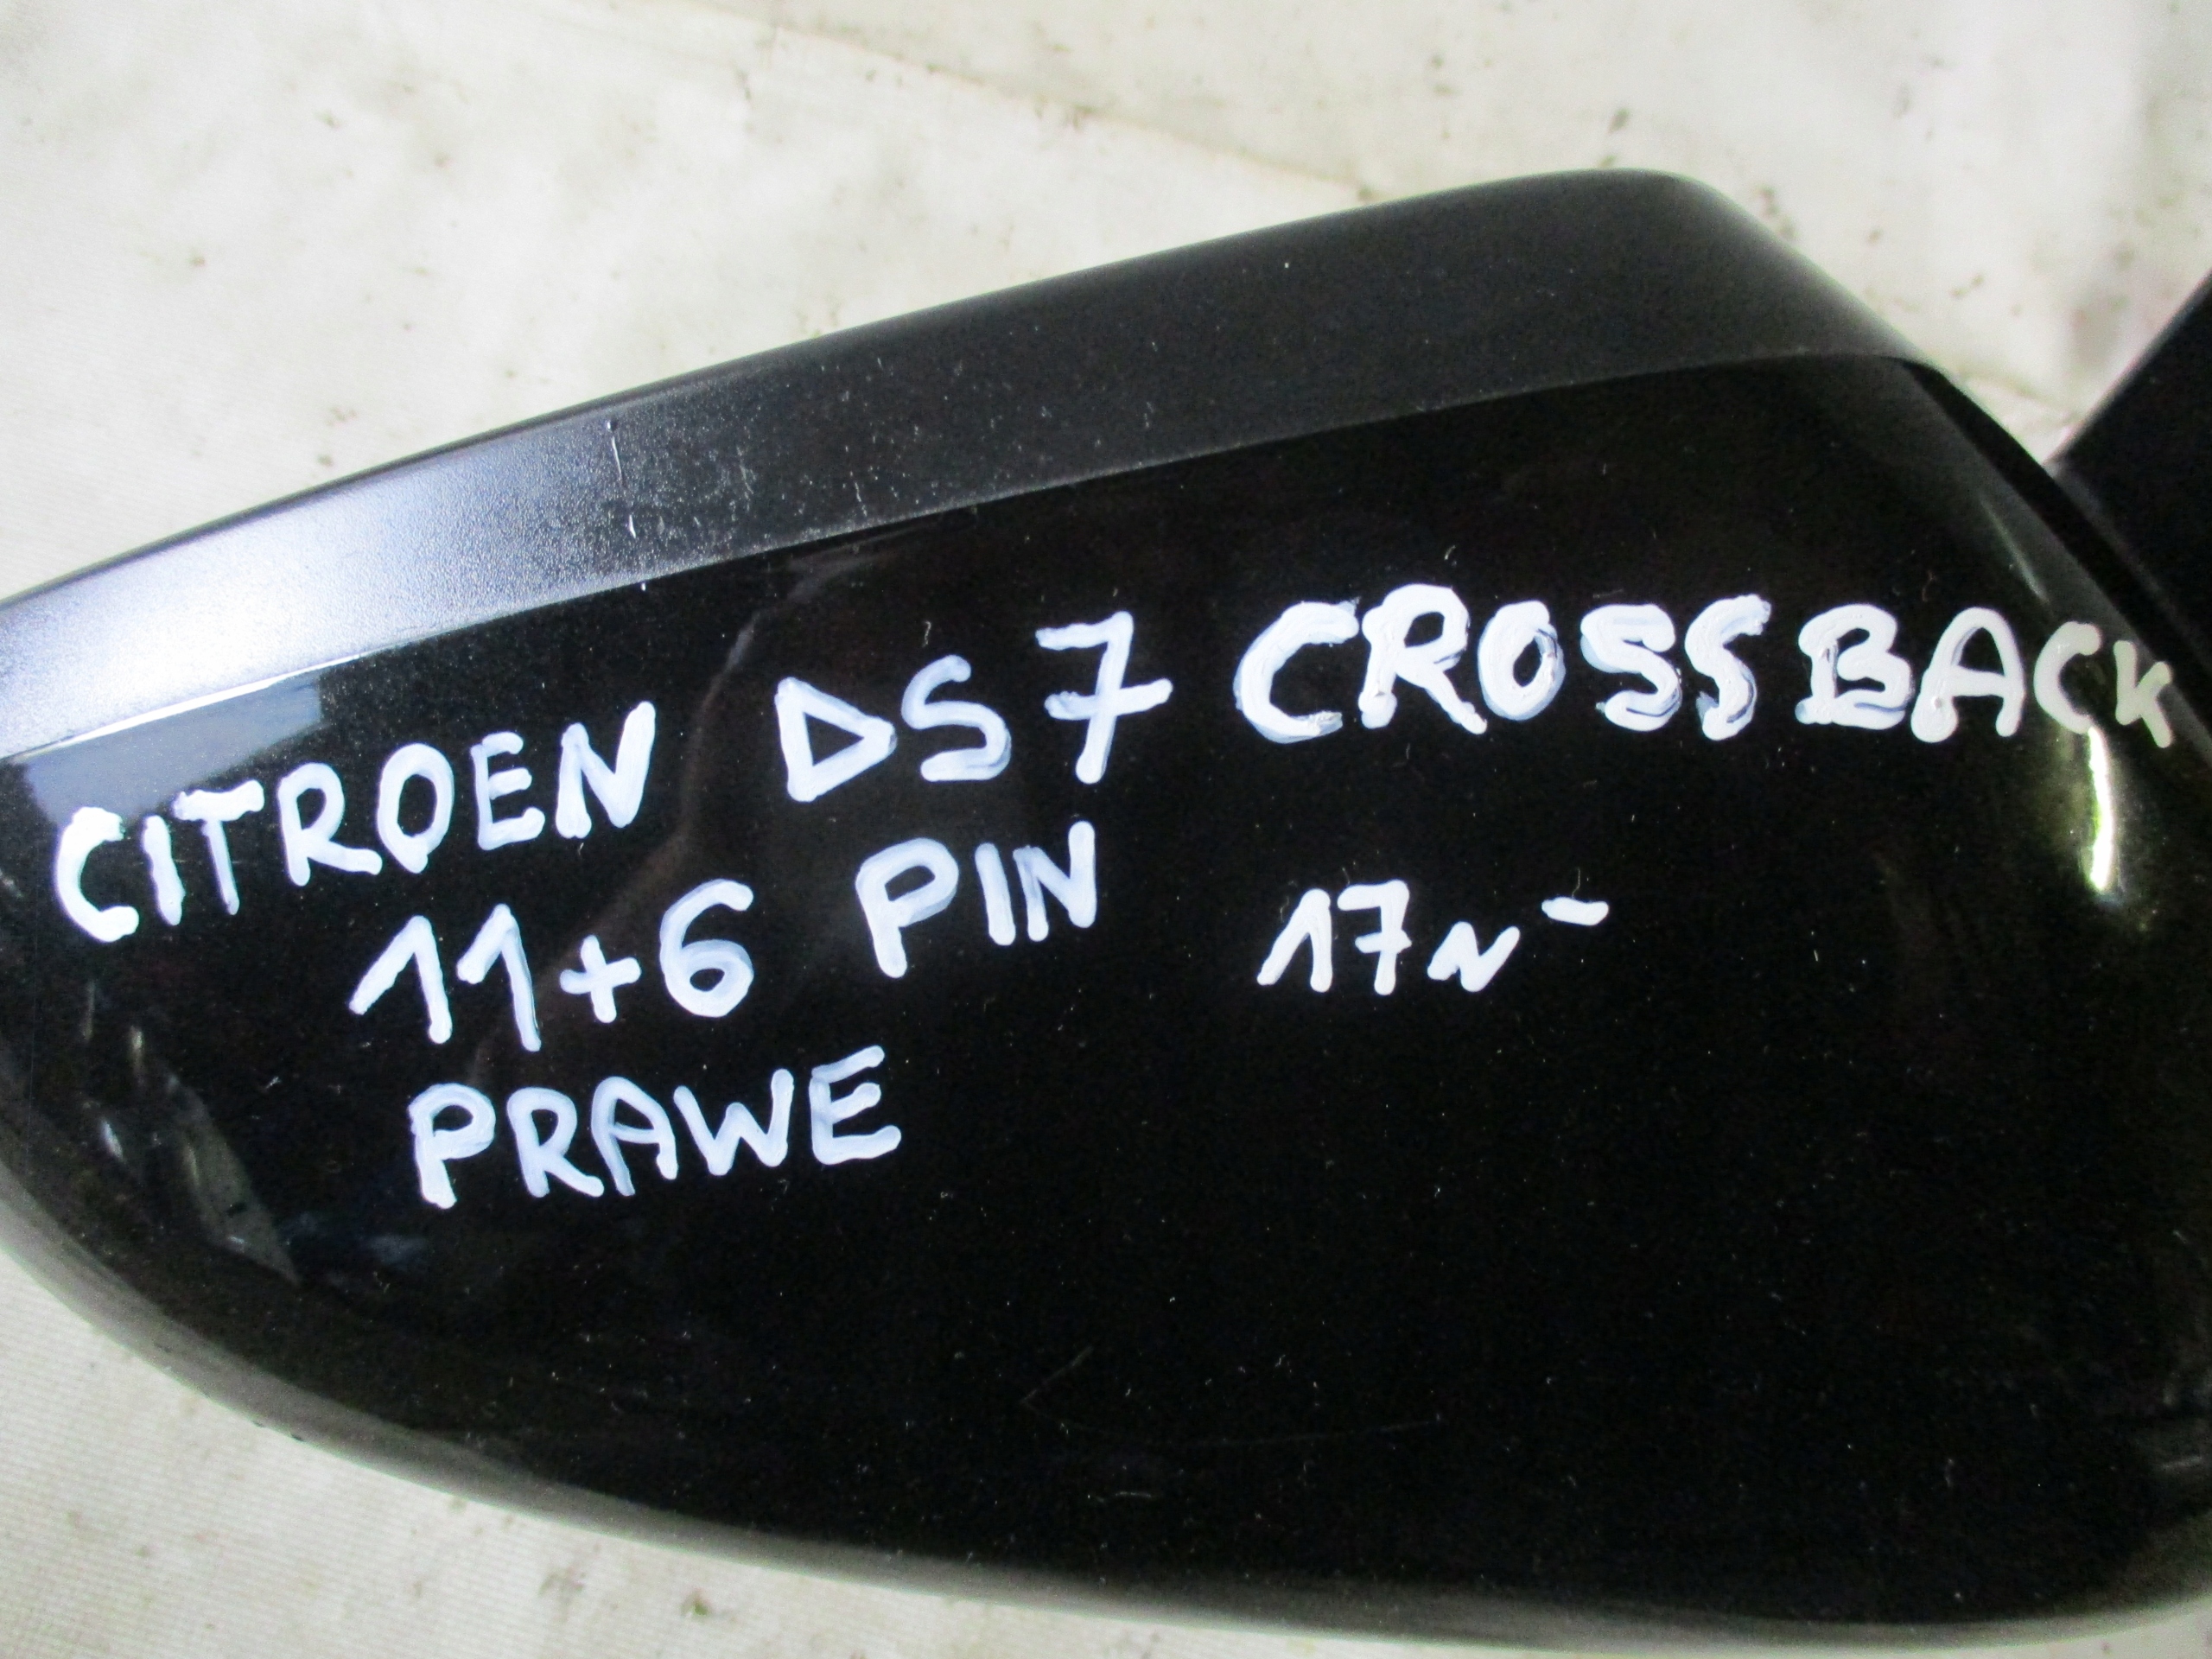 CITROEN DS7 CROSSBACK
11+6 PIN 17r-
PRAWE